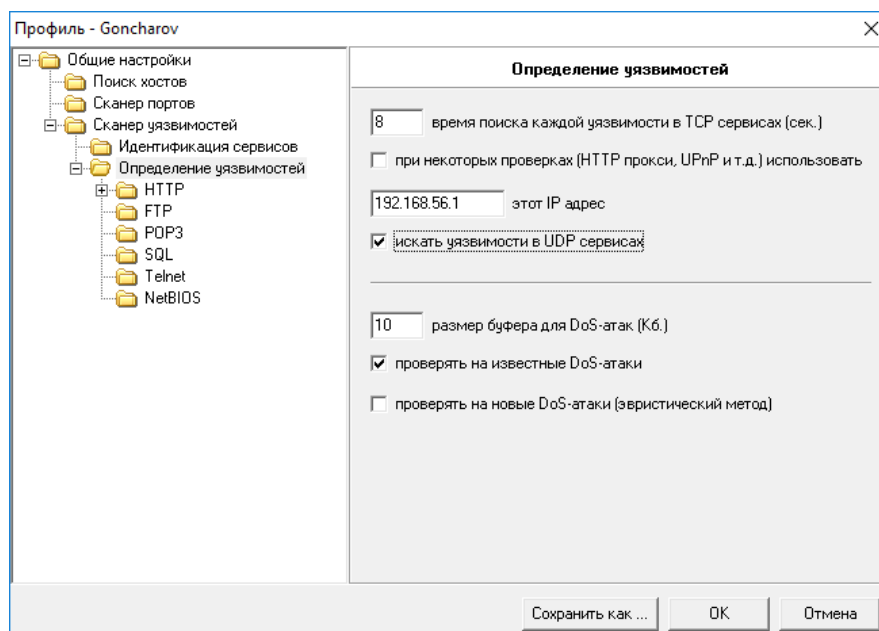 Профиль - Goncharov
Общие настройки
Поиск хостов
Сканер портов
Сканер уязвимостей
Идентификация сервисов
Определение уязвимостей
HTTP
FTP
POP3
SQL
Telnet
NetBIOS
Определение уязвимостей
8 время поиска каждой уязвимости в TCP сервисах (сек.)
при некоторых проверках (HTTP прокси, UPnP и т.д.) использовать
192.168.56.1 этот IP адрес
искать уязвимости в UDP сервисах
10 размер буфера для DoS-атак (Кб.)
проверять на известные DoS-атаки
проверять на новые DoS-атаки (эвристический метод)
Сохранить как ... OK Отмена